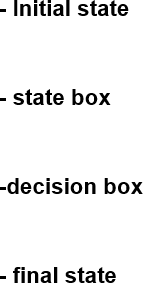 - Initial state
- state box
-decision box
- final state